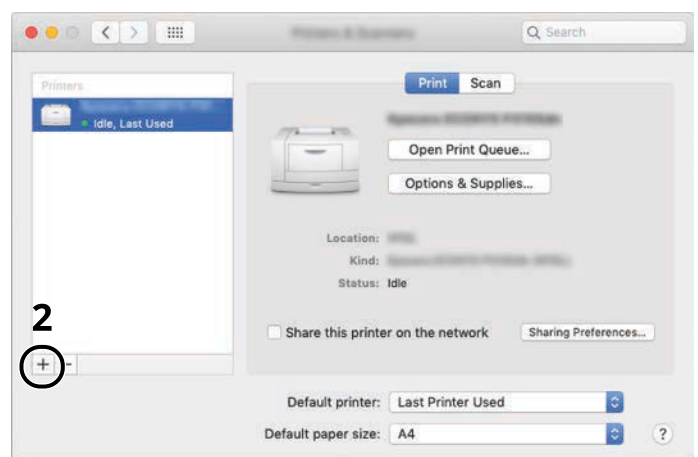 Search
Printers
Print Scan
Idle, Last Used
Open Print Queue...
Options & Supplies...
Location:
Kind:
Status: Idle
2
Share this printer on the network
Sharing Preferences...
+ -
Default printer: Last Printer Used
Default paper size: A4
?